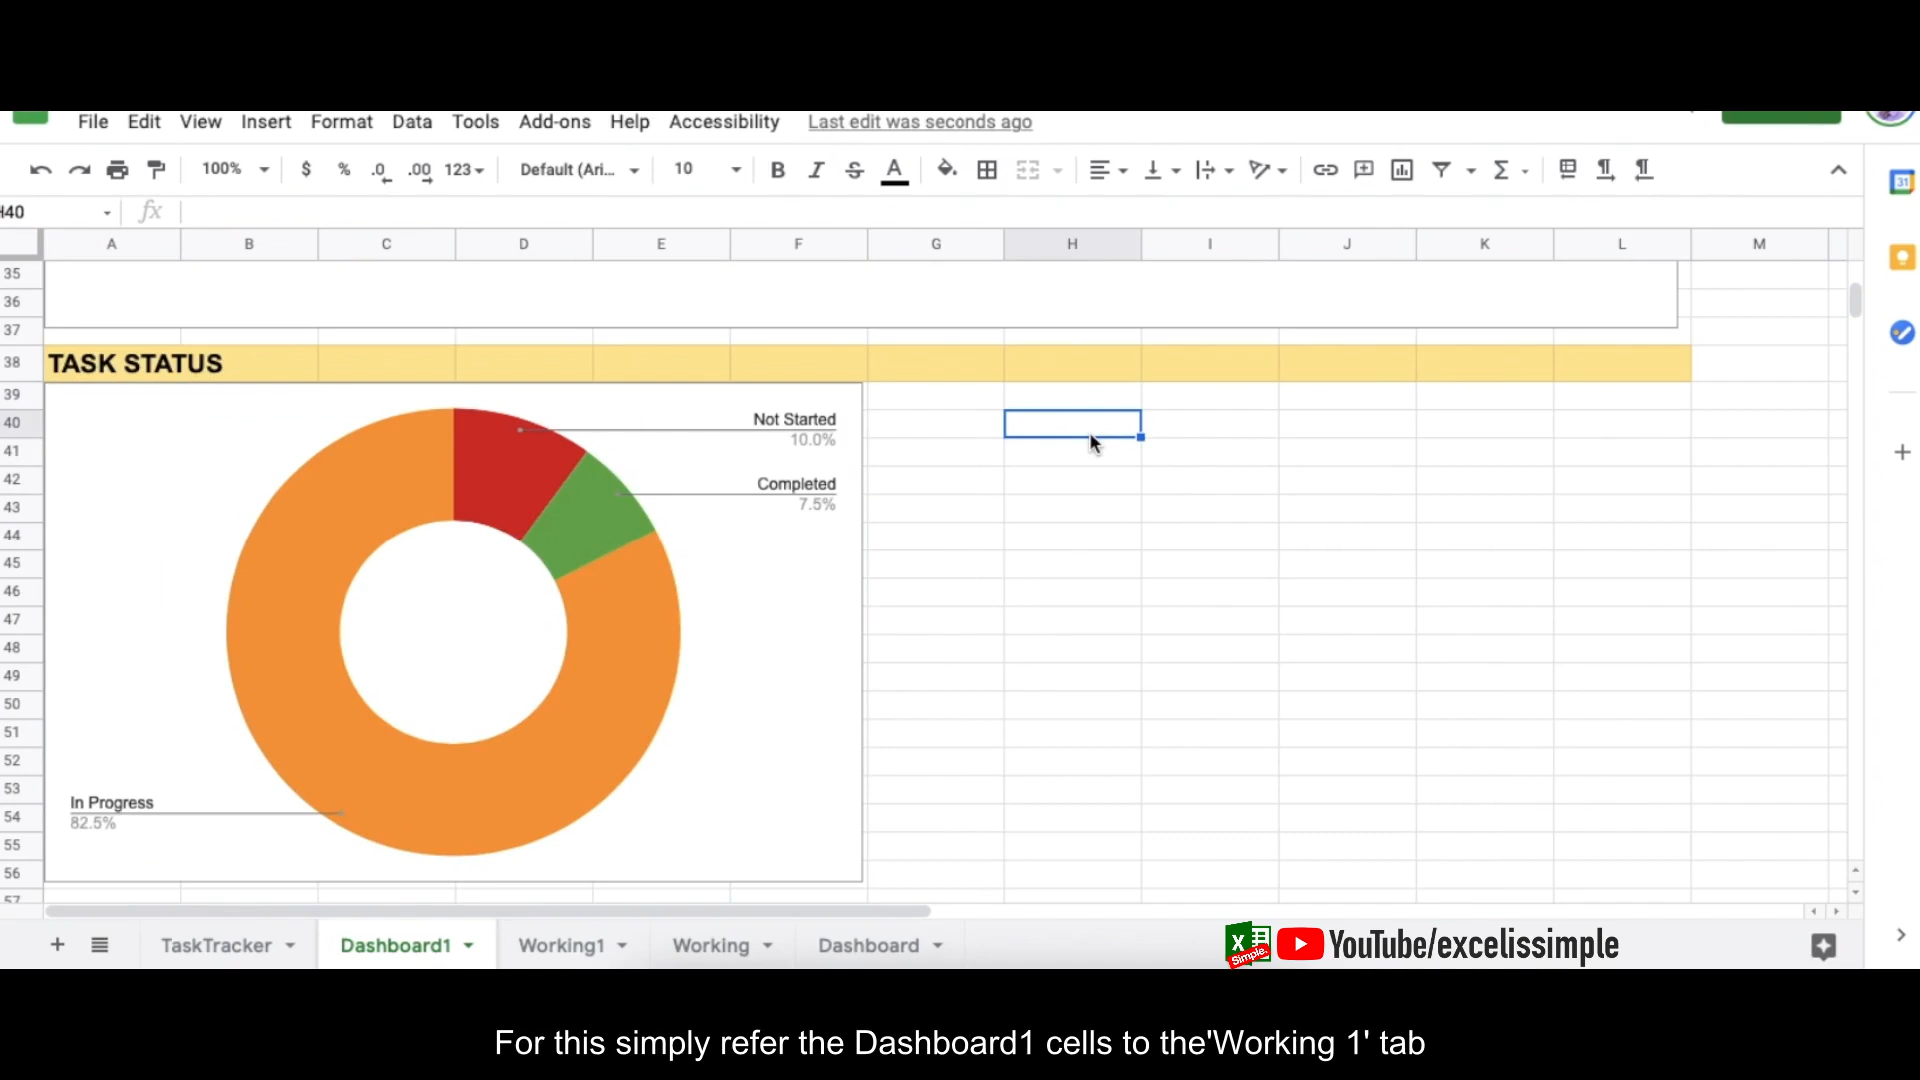 File Edit View Insert Format Data Tools Add-ons Help Accessibility Last edit was seconds ago
100% $ % .0 .00 123 Default (Ari... 10 B I S A Σ 31
H40 fx
A B C D E F G H I J K L M
35
36
37
38 TASK STATUS
39
40 Not Started
10.0%
41
42 Completed
43 7.5%
44
45
46
47
48
49
50
51
52
53 In Progress
54 82.5%
55
56
57
TaskTracker Dashboard1 Working1 Working Dashboard X Simple. YouTube/excelissimple
For this simply refer the Dashboard1 cells to the'Working 1' tab